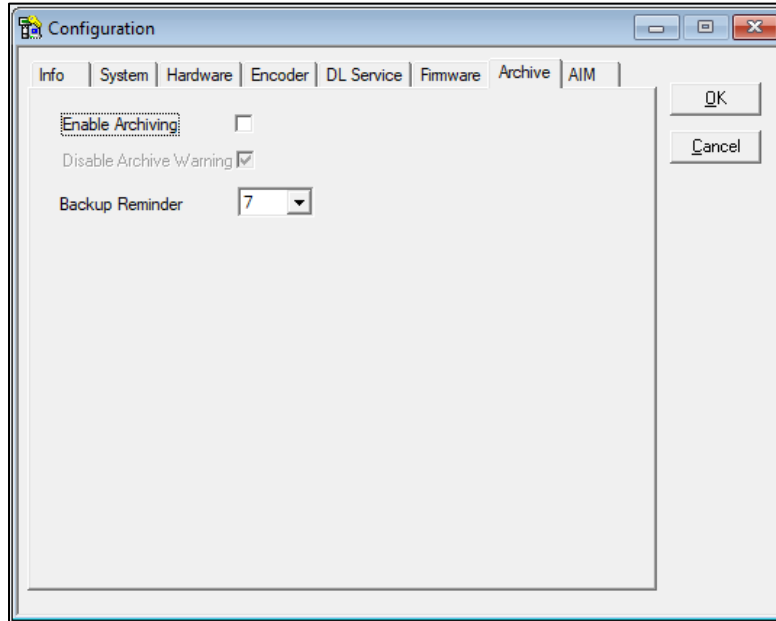 Configuration
Info System Hardware Encoder DL Service Firmware Archive AIM
OK
Enable Archiving
Cancel
Disable Archive Warning
Backup Reminder 7